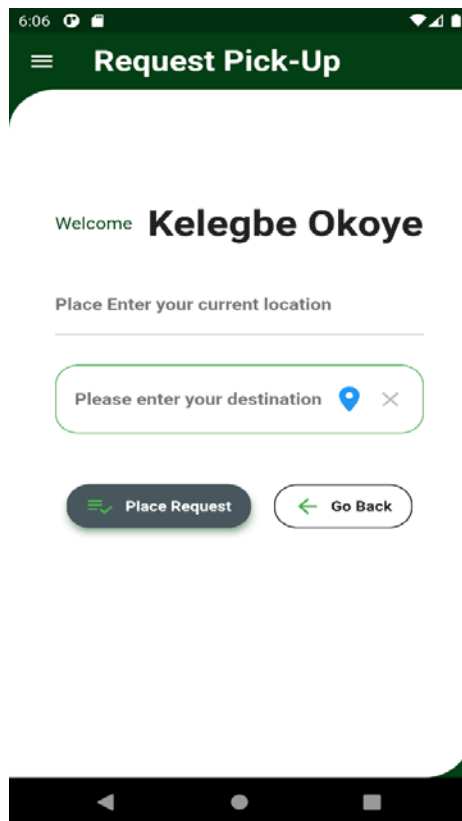 6:06
Request Pick-Up
Welcome Kelegbe Okoye
Place Enter your current location
Please enter your destination
Place Request
Go Back